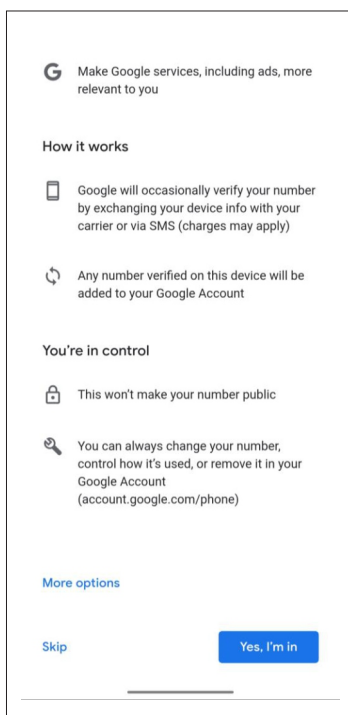 Make Google services, including ads, more
relevant to you
How it works
Google will occasionally verify your number
by exchanging your device info with your
carrier or via SMS (charges may apply)
Any number verified on this device will be
added to your Google Account
You're in control
This won't make your number public
You can always change your number,
control how it's used, or remove it in your
Google Account
(account.google.com/phone)
More options
Skip
Yes, I'm in